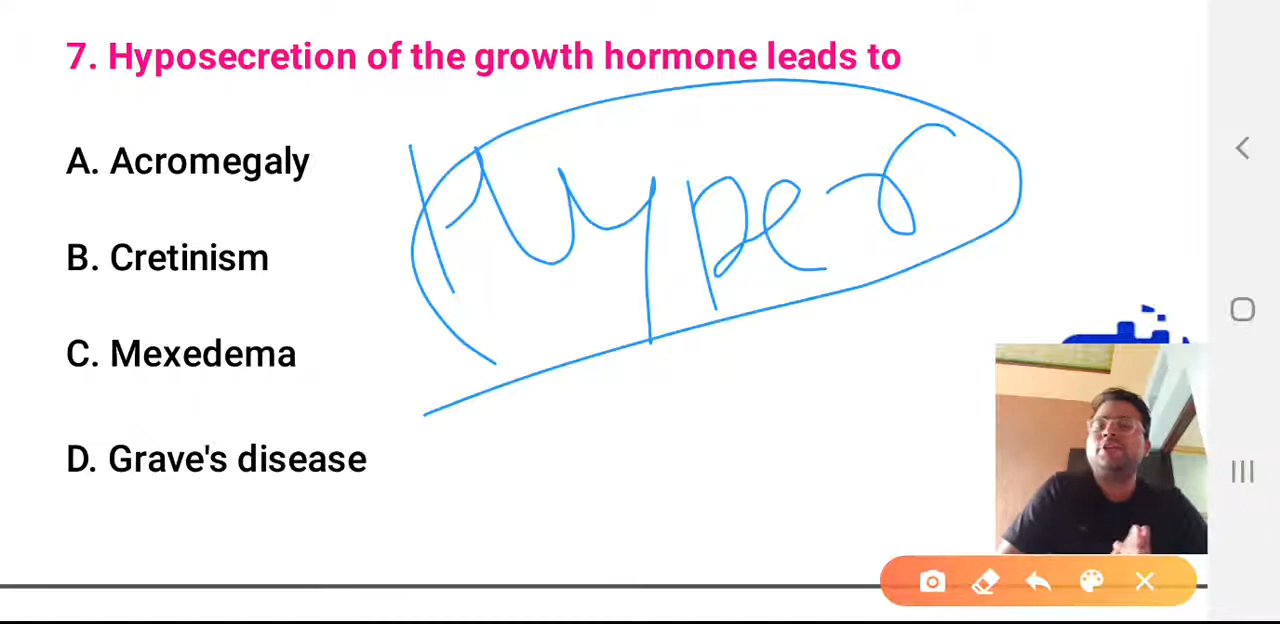 7. Hyposecretion of the growth hormone leads to
A. Acromegaly
Hyper
B. Cretinism
C. Mexedema
D. Grave's disease